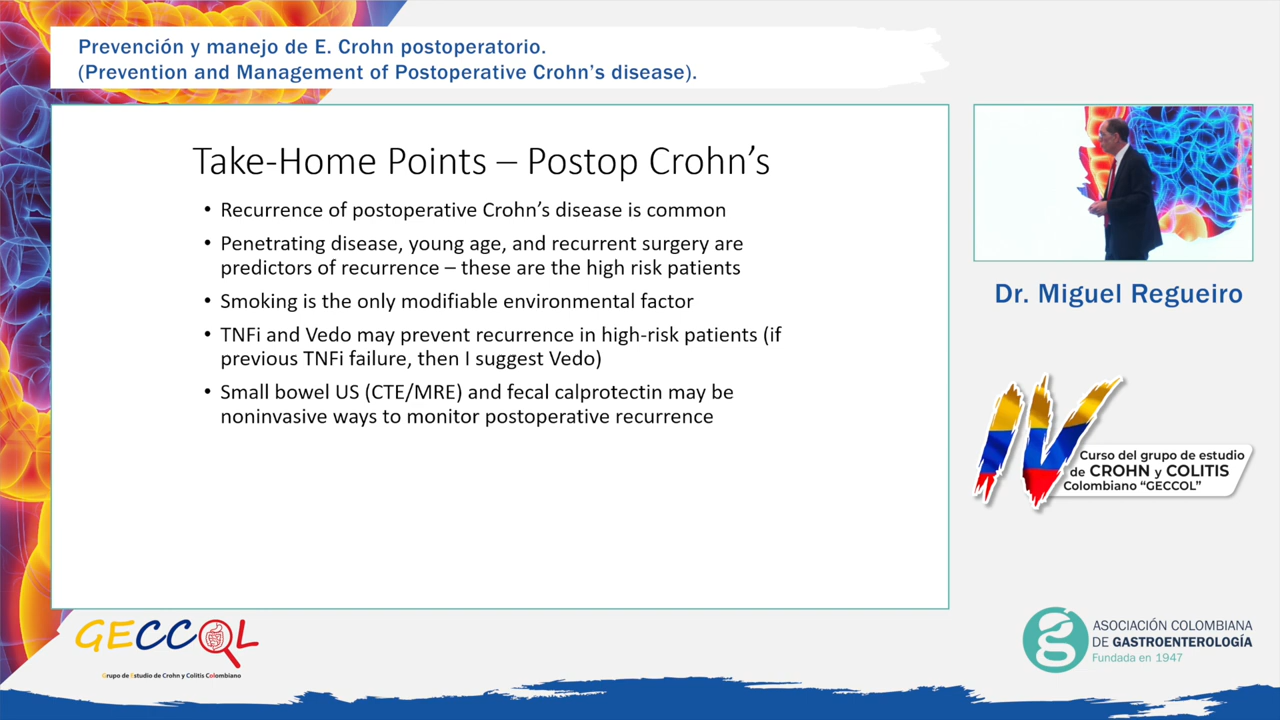 Prevención y manejo de E. Crohn postoperatorio.
(Prevention and Management of Postoperative Crohn's disease).
Take-Home Points – Postop Crohn's
• Recurrence of postoperative Crohn's disease is common
• Penetrating disease, young age, and recurrent surgery are
predictors of recurrence – these are the high risk patients
• Smoking is the only modifiable environmental factor
• TNFi and Vedo may prevent recurrence in high-risk patients (if
previous TNFi failure, then I suggest Vedo)
• Small bowel US (CTE/MRE) and fecal calprotectin may be
noninvasive ways to monitor postoperative recurrence
Dr. Miguel Regueiro
IV
Curso del grupo de estudio
de CROHN y COLITIS
Colombiano "GECCOL"
GECCOL
Grupo de Estudio de Crohn y Colitis Colombiano
ASOCIACIÓN COLOMBIANA
DE GASTROENTEROLOGÍA
Fundada en 1947